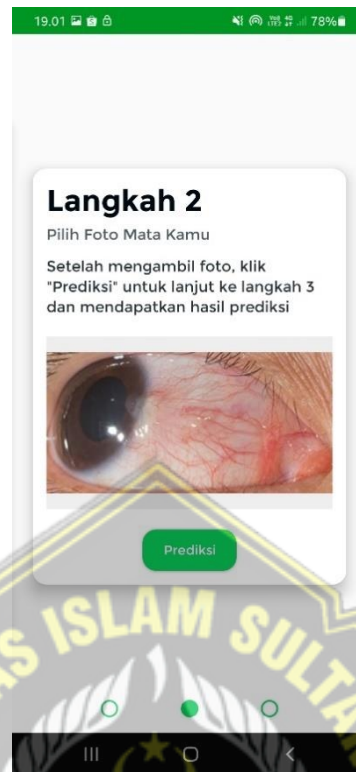 19.01
78%
Langkah 2
Pilih Foto Mata Kamu
Setelah mengambil foto, klik
"Prediksi" untuk lanjut ke langkah 3
dan mendapatkan hasil prediksi
Prediksi
ISLAM